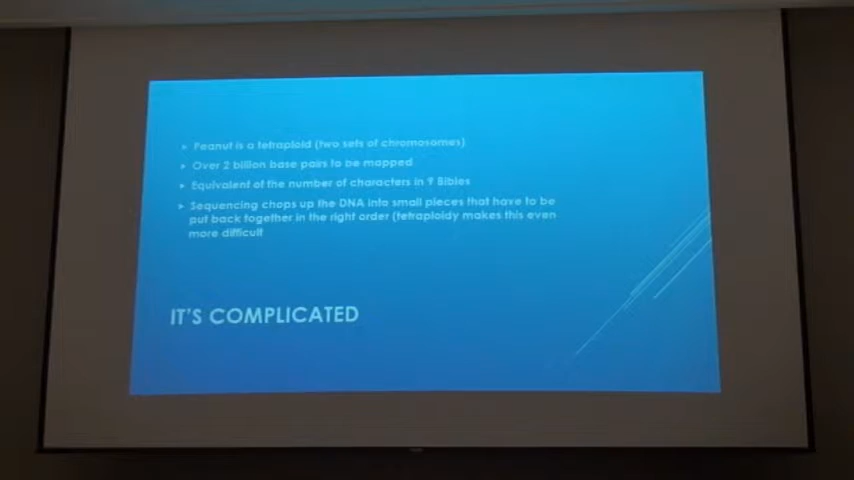 Peanut is a tetraploid (two sets of chromosomes)
Over 2 billion base pairs to be mapped
Equivalent of the number of characters in 9 Bibles
Sequencing chops up the DNA into small pieces that have to be
put back together in the right order (tetraploidy makes this even
more difficult
IT'S COMPLICATED